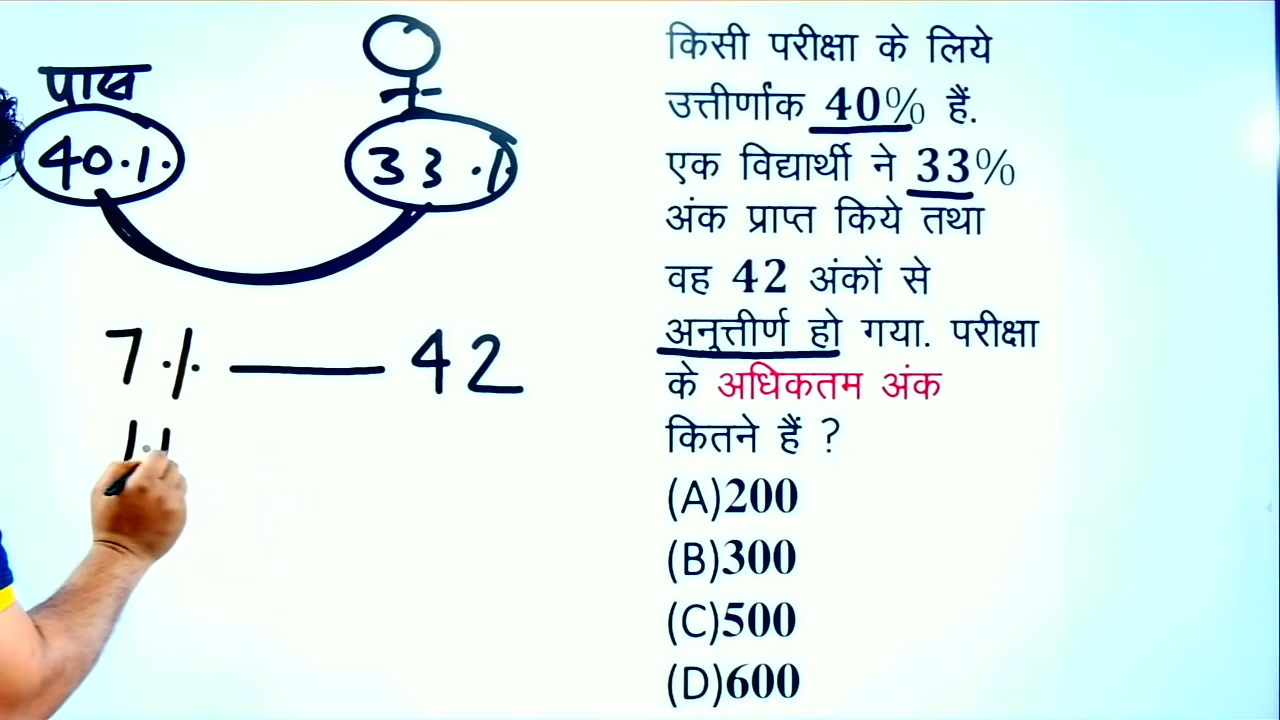 पास
40%
33%
7% — 42
1%
किसी परीक्षा के लिये
उत्तीर्णांक 40% हैं.
एक विद्यार्थी ने 33%
अंक प्राप्त किये तथा
वह 42 अंकों से
अनुत्तीर्ण हो गया. परीक्षा
के अधिकतम अंक
कितने हैं ?
(A)200
(B)300
(C)500
(D)600